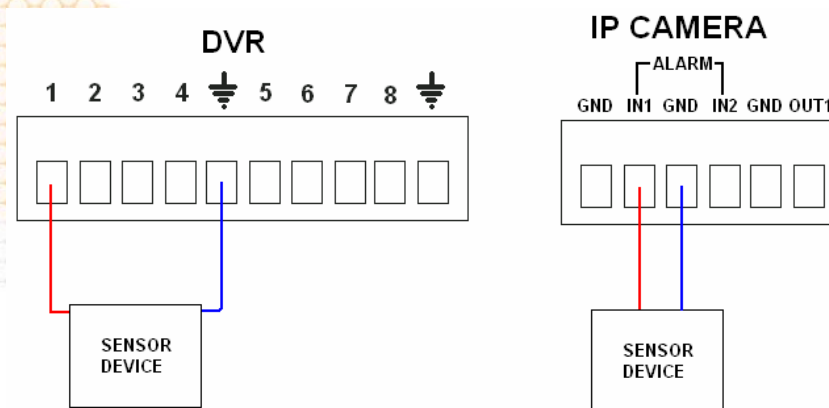 DVR
1 2 3 4 5 6 7 8
SENSOR
DEVICE
IP CAMERA
ALARM
GND IN1 GND IN2 GND OUT1
SENSOR
DEVICE